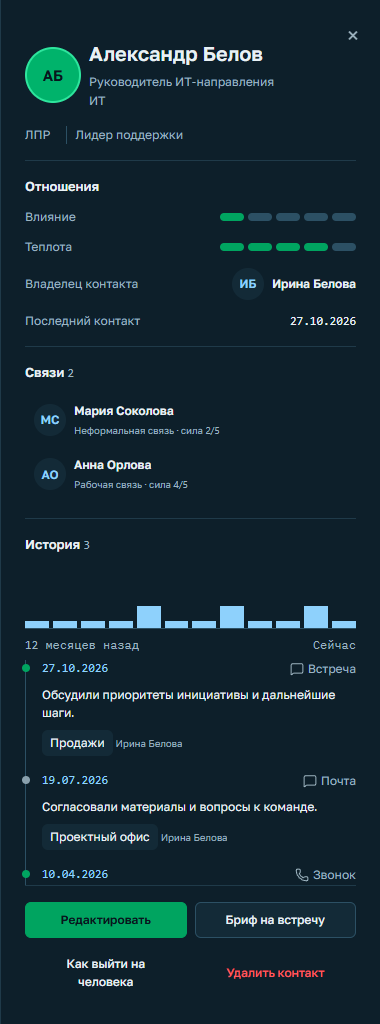 Александр Белов
АБ
Руководитель ИТ-направления
ИТ
ЛПР
Лидер поддержки
Отношения
Влияние
Теплота
Владелец контакта
ИБ
Ирина Белова
Последний контакт
27.10.2026
Связи 2
МС
Мария Соколова
Неформальная связь · сила 2/5
АО
Анна Орлова
Рабочая связь · сила 4/5
История 3
12 месяцев назад
Сейчас
27.10.2026
Встреча
Обсудили приоритеты инициативы и дальнейшие
шаги.
Продажи
Ирина Белова
19.07.2026
Почта
Согласовали материалы и вопросы к команде.
Проектный офис
Ирина Белова
10.04.2026
Звонок
Редактировать
Бриф на встречу
Как выйти на
человека
Удалить контакт